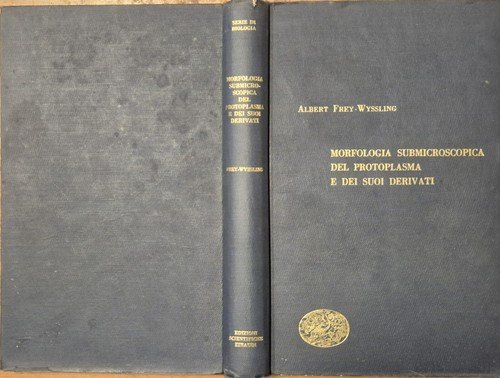 SERIE DI
BIOLOGIA
MORFOLOGIA
SUBMICRO-
SCOPICA
DEL
PROTOPLASMA
E DEI SUOI
DERIVATI
FREY-WYSSLING
EDIZIONI
SCIENTIFICHE
EINAUDI
ALBERT FREY-WYSSLING
MORFOLOGIA SUBMICROSCOPICA
DEL PROTOPLASMA
E DEI SUOI DERIVATI